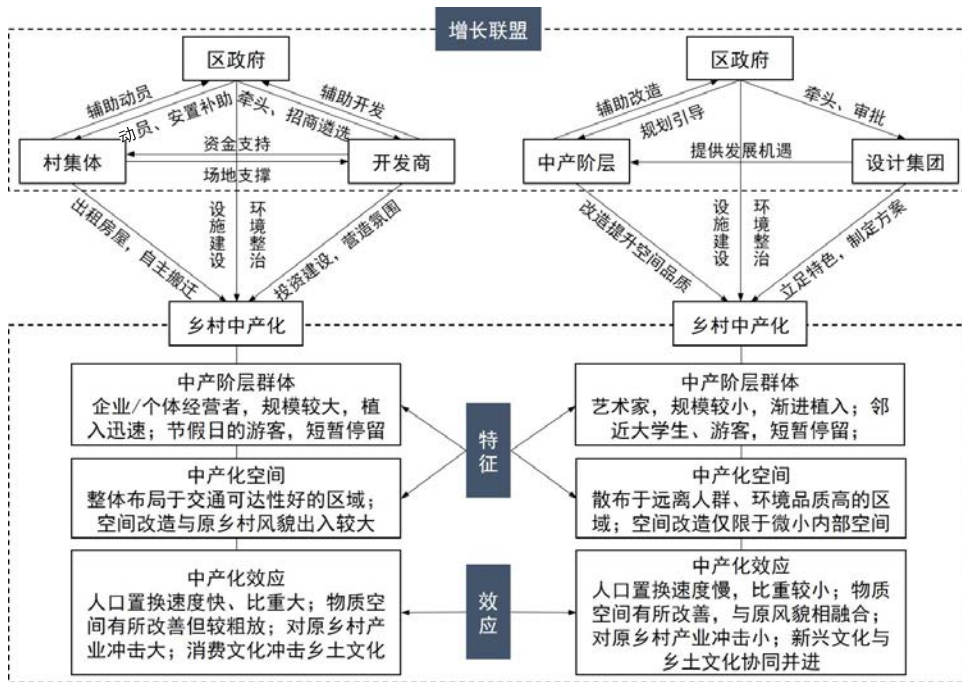 增长联盟
区政府
辅助动员
动员、安置补助
牵头、招商遴选
辅助开发
村集体
资金支持
场地支撑
开发商
出租房屋，自主搬迁
设施建设
环境整治
投资建设，营造氛围
乡村中产化
区政府
辅助改造
规划引导
牵头、审批
中产阶层
提供发展机遇
设计集团
改造提升空间品质
设施建设
环境整治
立足特色，制定方案
乡村中产化
中产阶层群体
企业/个体经营者，规模较大，植
入迅速；节假日的游客，短暂停留
中产化空间
整体布局于交通可达性好的区域；
空间改造与原乡村风貌出入较大
中产化效应
人口置换速度快、比重大；物质空
间有所改善但较粗放；对原乡村产
业冲击大；消费文化冲击乡土文化
特征
效应
中产阶层群体
艺术家，规模较小，渐进植入；邻
近大学生、游客，短暂停留；
中产化空间
散布于远离人群、环境品质高的区
域；空间改造仅限于微小内部空间
中产化效应
人口置换速度慢，比重较小；物质
空间有所改善，与原风貌相融合；
对原乡村产业冲击小；新兴文化与
乡土文化协同并进